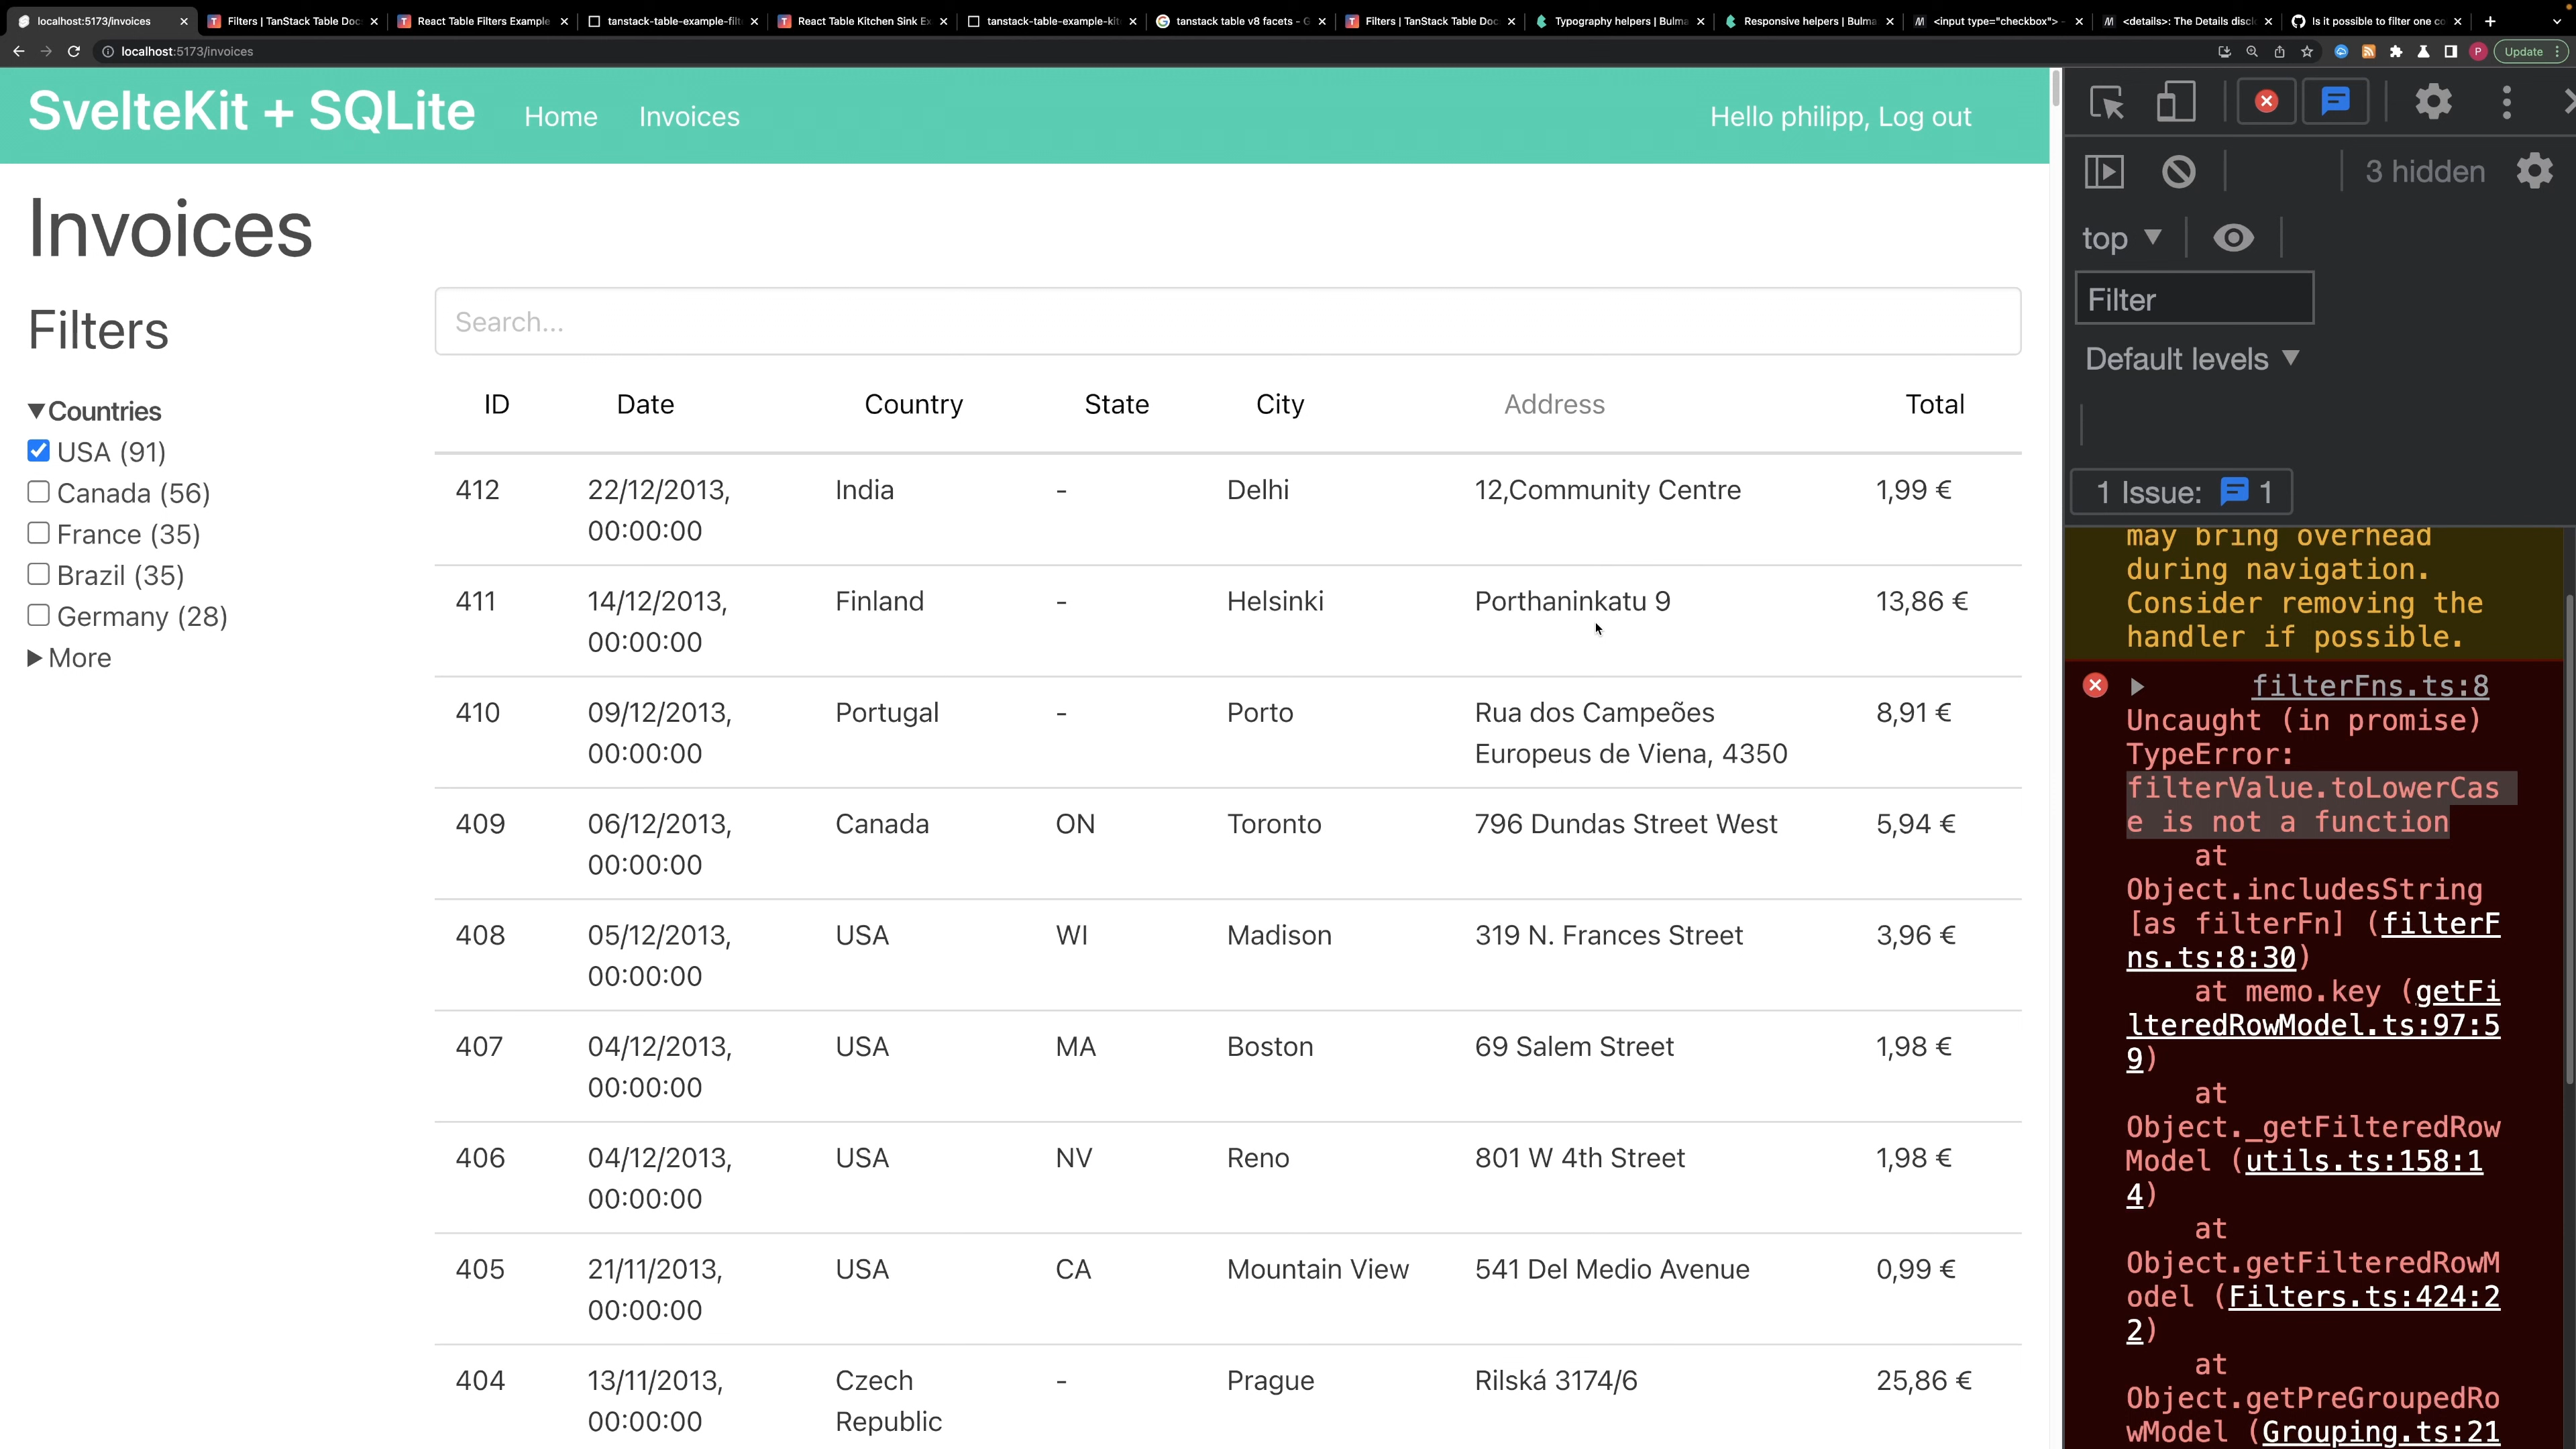 localhost:5173/invoices
Filters | TanStack Table Doc
React Table Filters Example
tanstack-table-example-filt
React Table Kitchen Sink E
tanstack-table-example-kit
tanstack table v8 facets - G
Filters | TanStack Table Doc
Typography helpers | Bulma
Responsive helpers | Bulma
<input type="checkbox"> -
<details>: The Details discl
Is it possible to filter one co
localhost:5173/invoices
P
Update
SvelteKit + SQLite
Home
Invoices
Hello philipp, Log out
Invoices
Filters
▼Countries
USA (91)
Canada (56)
France (35)
Brazil (35)
Germany (28)
▶More
Search...
ID Date Country State City Address Total
412 22/12/2013, India - Delhi 12,Community Centre 1,99 €
00:00:00
411 14/12/2013, Finland - Helsinki Porthaninkatu 9 13,86 €
00:00:00
410 09/12/2013, Portugal - Porto Rua dos Campeões 8,91 €
00:00:00 Europeus de Viena, 4350
409 06/12/2013, Canada ON Toronto 796 Dundas Street West 5,94 €
00:00:00
408 05/12/2013, USA WI Madison 319 N. Frances Street 3,96 €
00:00:00
407 04/12/2013, USA MA Boston 69 Salem Street 1,98 €
00:00:00
406 04/12/2013, USA NV Reno 801 W 4th Street 1,98 €
00:00:00
405 21/11/2013, USA CA Mountain View 541 Del Medio Avenue 0,99 €
00:00:00
404 13/11/2013, Czech - Prague Rilská 3174/6 25,86 €
00:00:00 Republic
3 hidden
top ▼
Filter
Default levels ▼
1 Issue: 1
may bring overhead
during navigation.
Consider removing the
handler if possible.
filterFns.ts:8
Uncaught (in promise)
TypeError:
filterValue.toLowerCas
e is not a function
at
Object.includesString
[as filterFn] (filterF
ns.ts:8:30)
at memo.key (getFi
lteredRowModel.ts:97:5
9)
at
Object._getFilteredRow
Model (utils.ts:158:1
4)
at
Object.getFilteredRowM
odel (Filters.ts:424:2
2)
at
Object.getPreGroupedRo
wModel (Grouping.ts:21